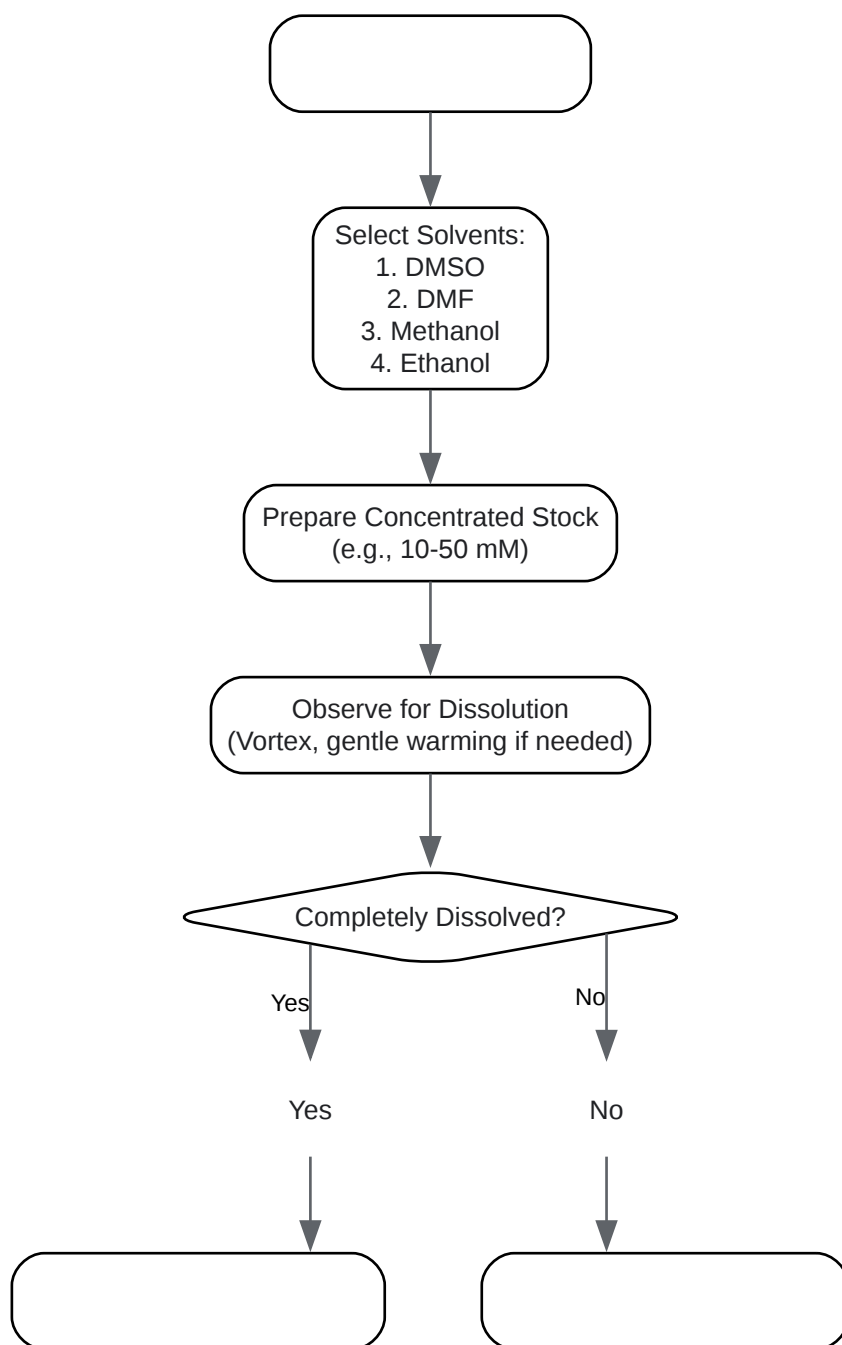 Select Solvents:
1. DMSO
2. DMF
3. Methanol
4. Ethanol
Prepare Concentrated Stock
(e.g., 10-50 mM)
Observe for Dissolution
(Vortex, gentle warming if needed)
Completely Dissolved?
Yes
No
Yes
No